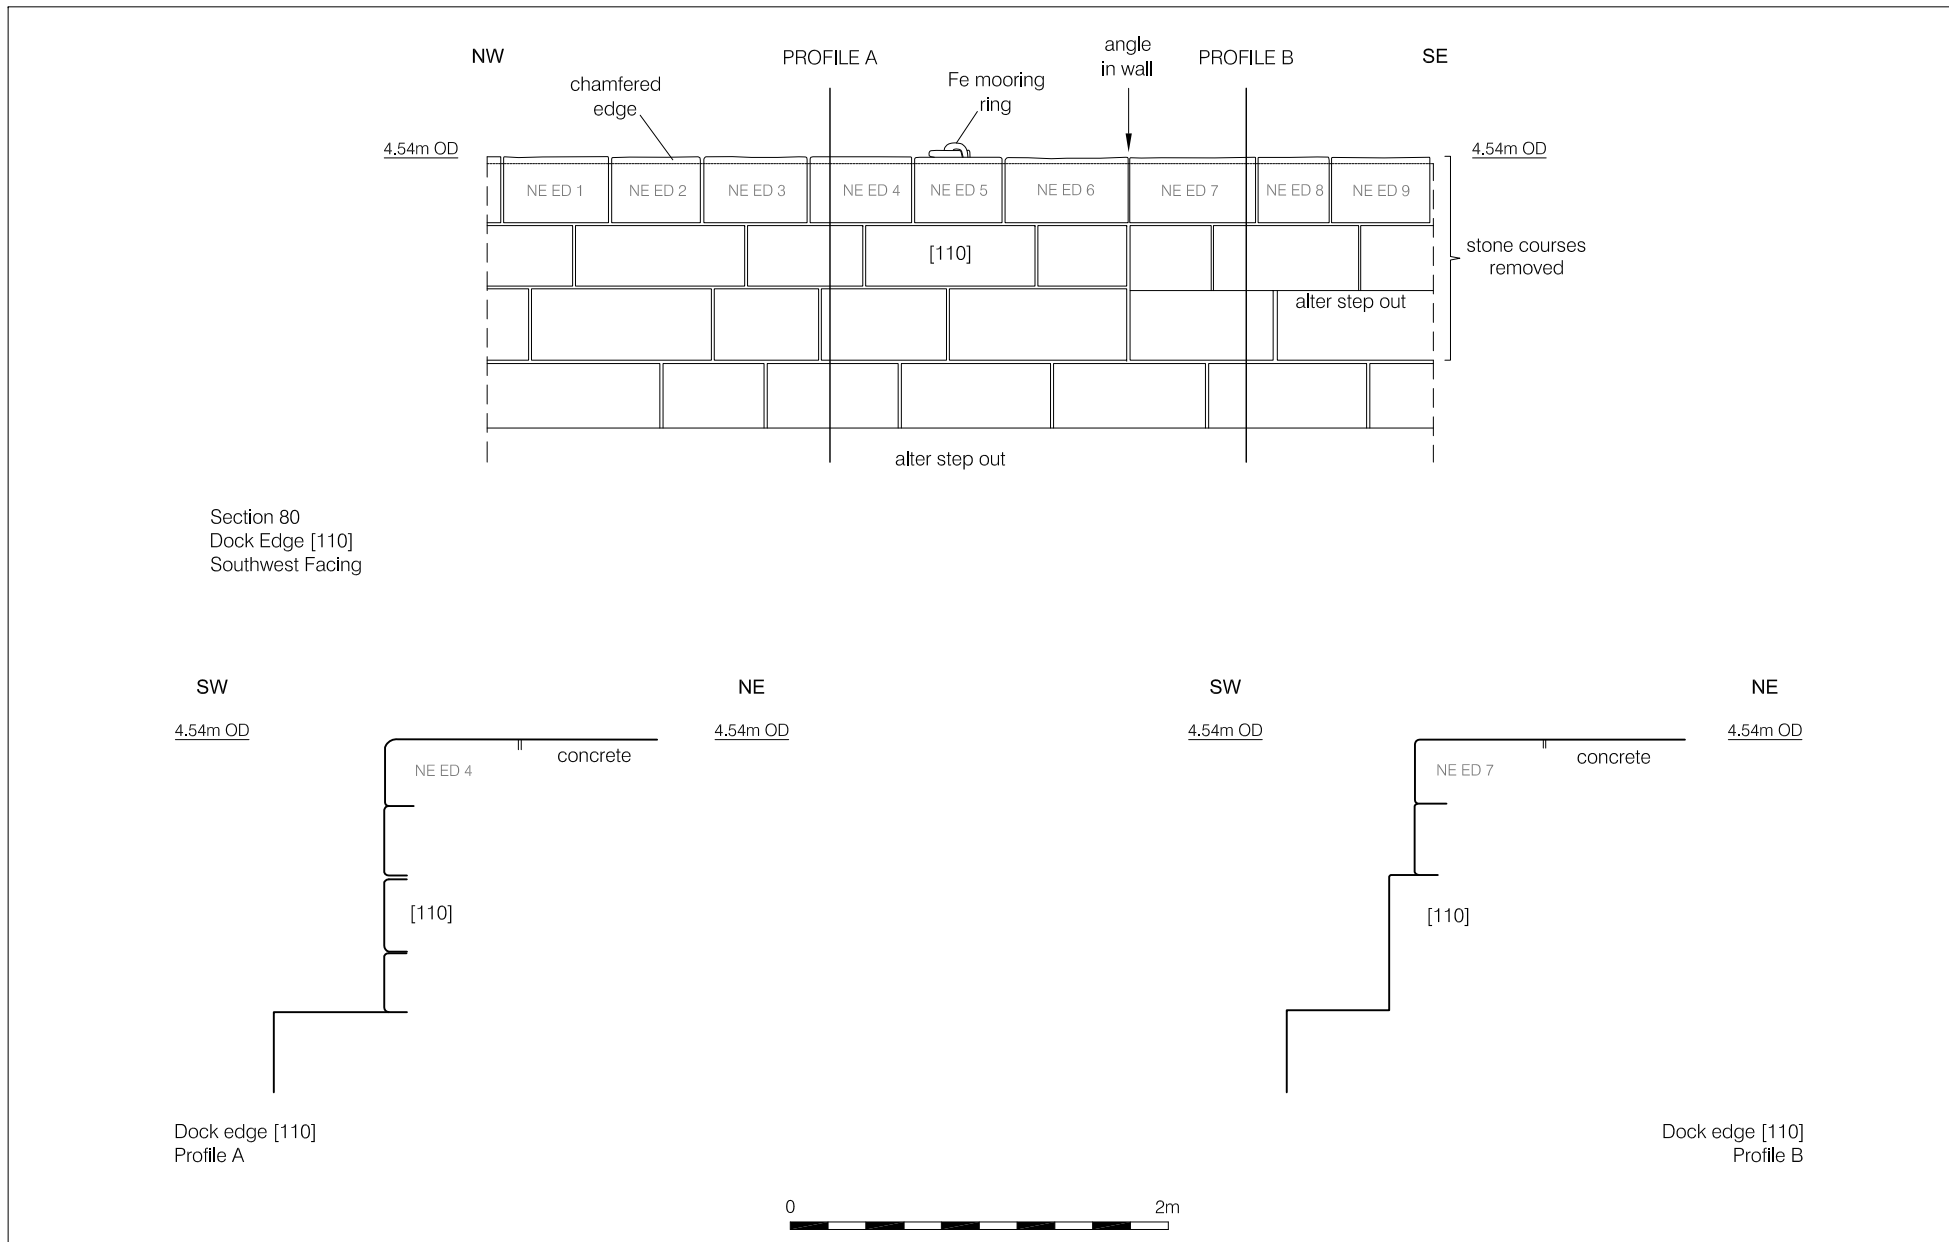 NW
PROFILE A
angle
in wall
PROFILE B
SE
chamfered
edge
Fe mooring
ring
4.54m OD
4.54m OD
NE ED 1
NE ED 2
NE ED 3
NE ED 4
NE ED 5
NE ED 6
NE ED 7
NE ED 8
NE ED 9
[110]
stone courses
removed
alter step out
alter step out
Section 80
Dock Edge [110]
Southwest Facing
SW
NE
4.54m OD
4.54m OD
concrete
NE ED 4
[110]
Dock edge [110]
Profile A
SW
NE
4.54m OD
4.54m OD
concrete
NE ED 7
[110]
Dock edge [110]
Profile B
0
2m